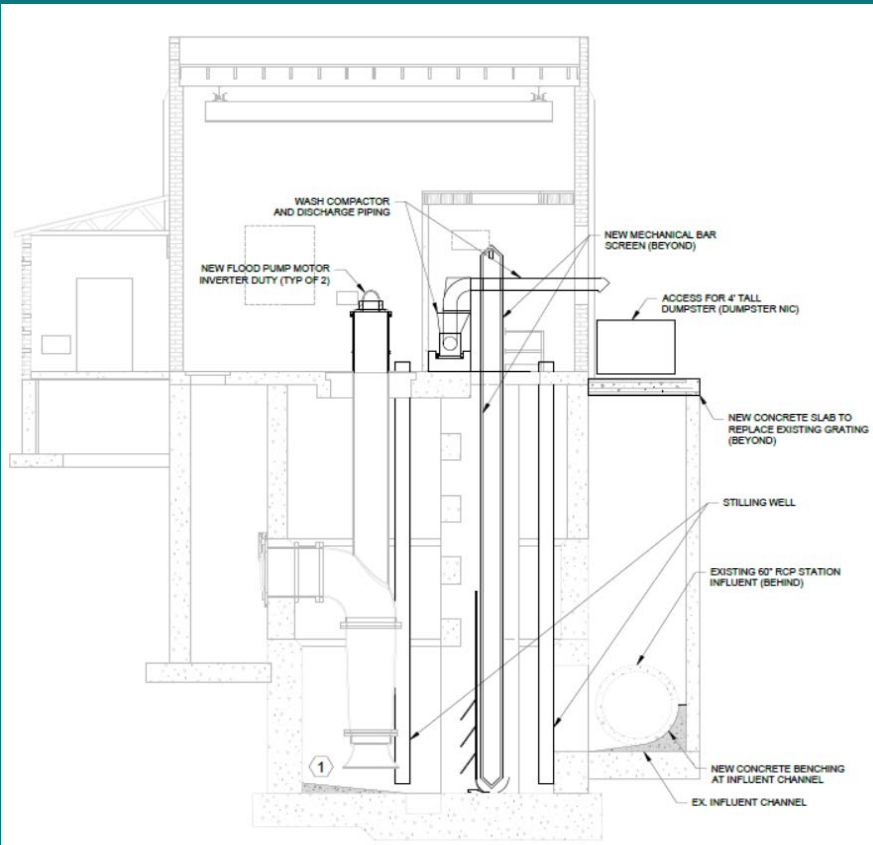 WASH COMPACTOR
AND DISCHARGE PIPING
NEW MECHANICAL BAR
SCREEN (BEYOND)
NEW FLOOD PUMP MOTOR
INVERTER DUTY (TYP OF 2)
ACCESS FOR 4' TALL
DUMPSTER (DUMPSTER NIC)
NEW CONCRETE SLAB TO
REPLACE EXISTING GRATING
(BEYOND)
STILLING WELL
EXISTING 60" RCP STATION
INFLUENT (BEHIND)
1
NEW CONCRETE BENCHING
AT INFLUENT CHANNEL
EX. INFLUENT CHANNEL